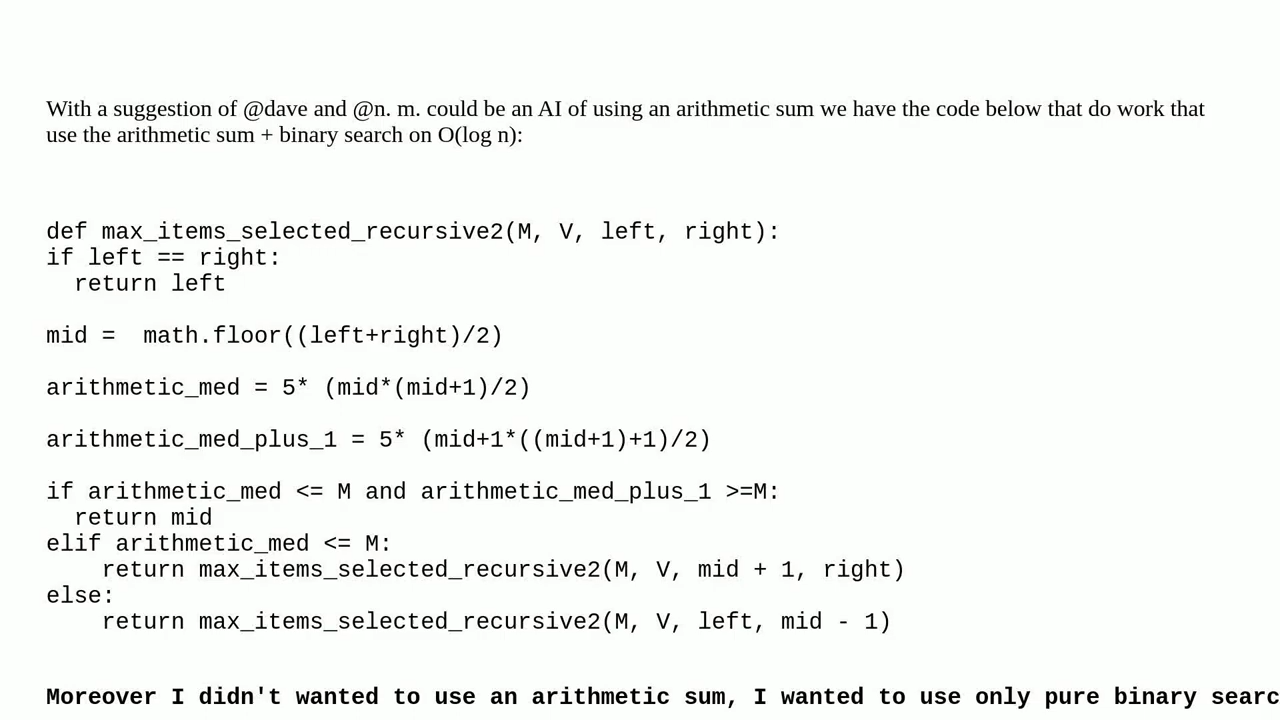 With a suggestion of @dave and @n. m. could be an AI of using an arithmetic sum we have the code below that do work that
use the arithmetic sum + binary search on O(log n):
def max_items_selected_recursive2(M, V, left, right):
if left == right:
  return left
mid =  math.floor((left+right)/2)
arithmetic_med = 5* (mid*(mid+1)/2)
arithmetic_med_plus_1 = 5* (mid+1*((mid+1)+1)/2)
if arithmetic_med <= M and arithmetic_med_plus_1 >=M:
  return mid
elif arithmetic_med <= M:
    return max_items_selected_recursive2(M, V, mid + 1, right)
else:
    return max_items_selected_recursive2(M, V, left, mid - 1)
Moreover I didn't wanted to use an arithmetic sum, I wanted to use only pure binary searc